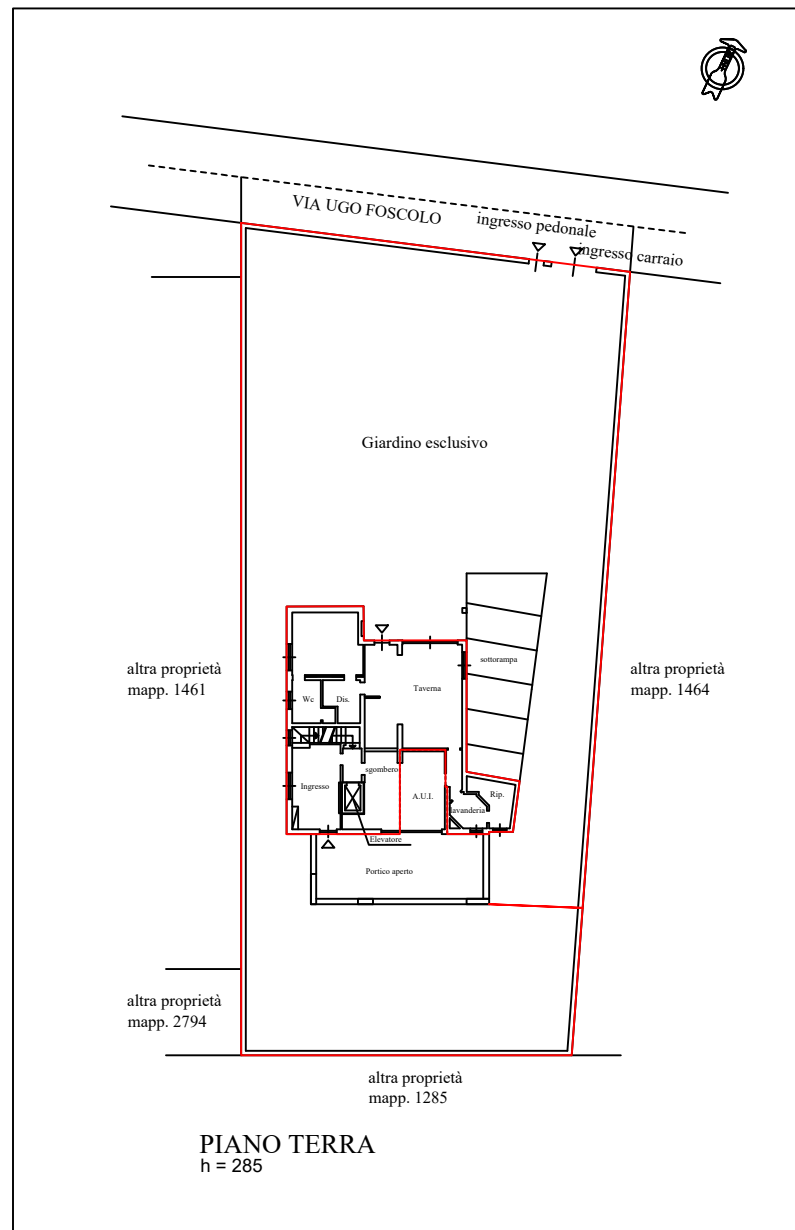 VIA UGO FOSCOLO
ingresso pedonale
ingresso carraio
Giardino esclusivo
altra proprietà
mapp. 1461
altra proprietà
mapp. 1464
sottorampa
Wc
Dis.
Taverna
Ingresso
sgombero
A.U.I.
Rip.
lavanderia
Elevatore
Portico aperto
altra proprietà
mapp. 2794
altra proprietà
mapp. 1285
PIANO TERRA
h = 285